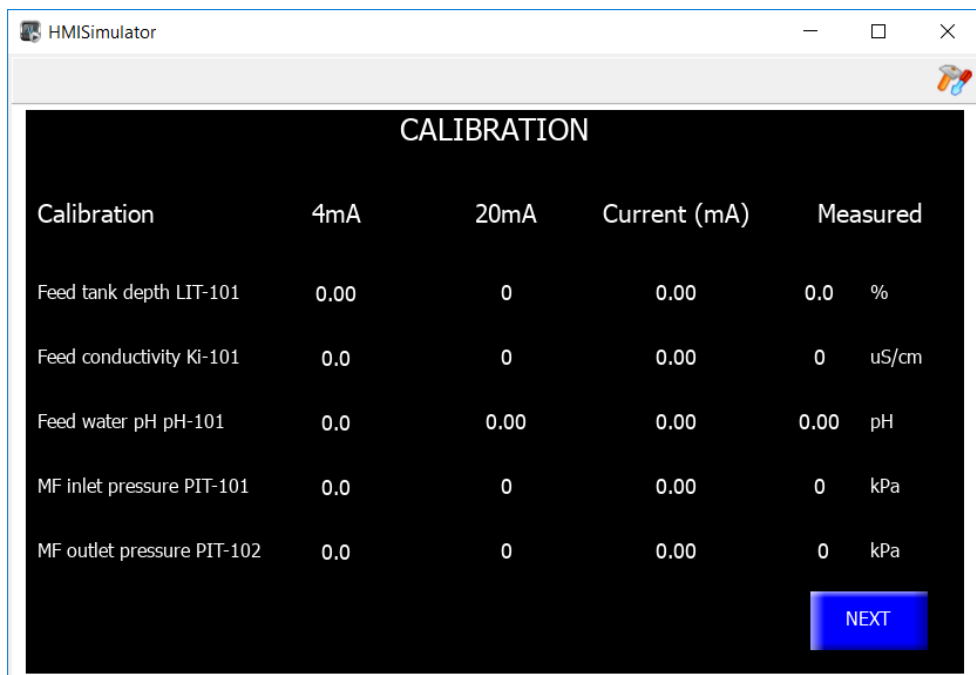 HMISimulator
CALIBRATION
Calibration 4mA 20mA Current (mA) Measured
Feed tank depth LIT-101 0.00 0 0.00 0.0 %
Feed conductivity Ki-101 0.0 0 0.00 0 uS/cm
Feed water pH pH-101 0.0 0.00 0.00 0.00 pH
MF inlet pressure PIT-101 0.0 0 0.00 0 kPa
MF outlet pressure PIT-102 0.0 0 0.00 0 kPa
NEXT